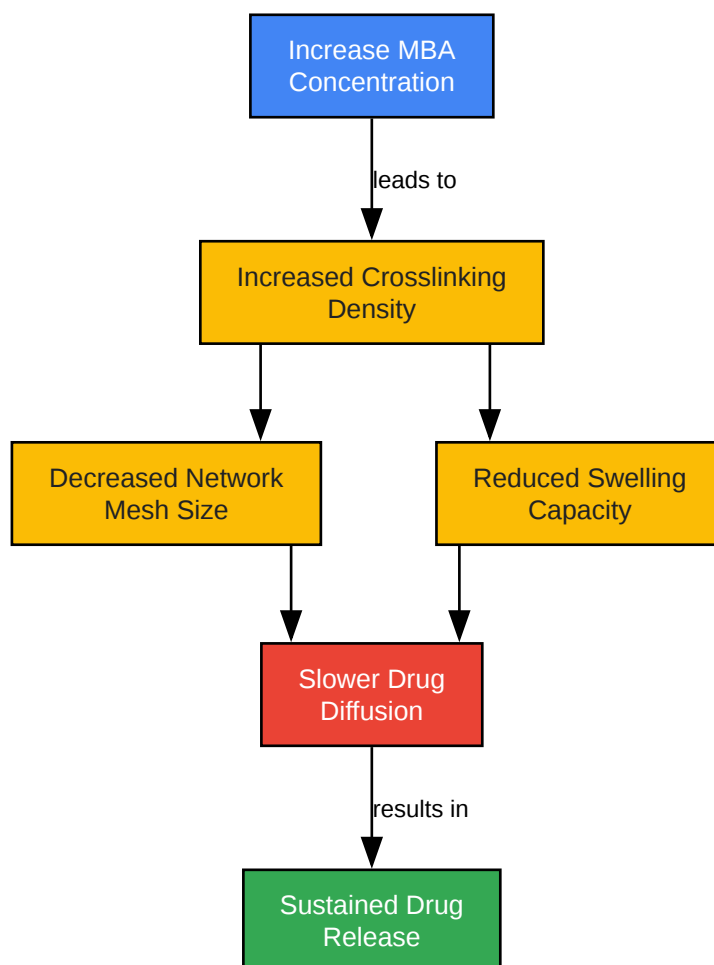 Increase MBA
Concentration
leads to
Increased Crosslinking
Density
Decreased Network
Mesh Size
Reduced Swelling
Capacity
Slower Drug
Diffusion
results in
Sustained Drug
Release